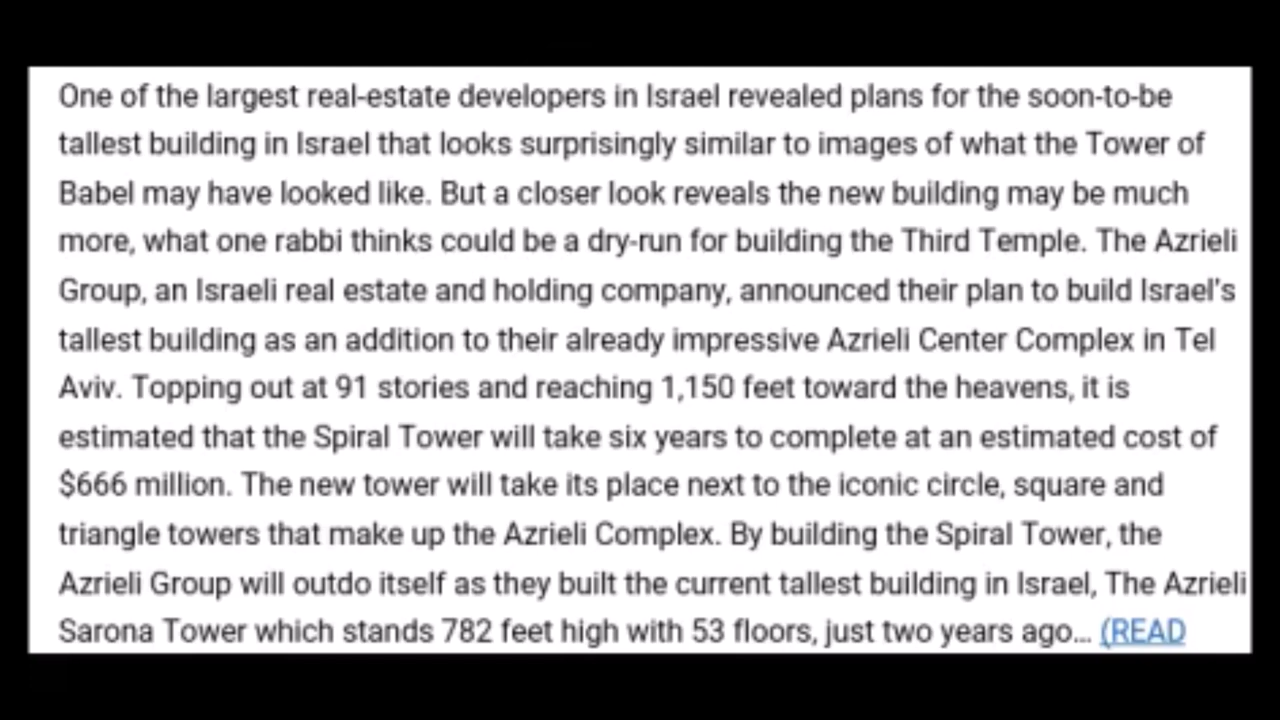 One of the largest real-estate developers in Israel revealed plans for the soon-to-be
tallest building in Israel that looks surprisingly similar to images of what the Tower of
Babel may have looked like. But a closer look reveals the new building may be much
more, what one rabbi thinks could be a dry-run for building the Third Temple. The Azrieli
Group, an Israeli real estate and holding company, announced their plan to build Israel's
tallest building as an addition to their already impressive Azrieli Center Complex in Tel
Aviv. Topping out at 91 stories and reaching 1,150 feet toward the heavens, it is
estimated that the Spiral Tower will take six years to complete at an estimated cost of
$666 million. The new tower will take its place next to the iconic circle, square and
triangle towers that make up the Azrieli Complex. By building the Spiral Tower, the
Azrieli Group will outdo itself as they built the current tallest building in Israel, The Azrieli
Sarona Tower which stands 782 feet high with 53 floors, just two years ago… (READ